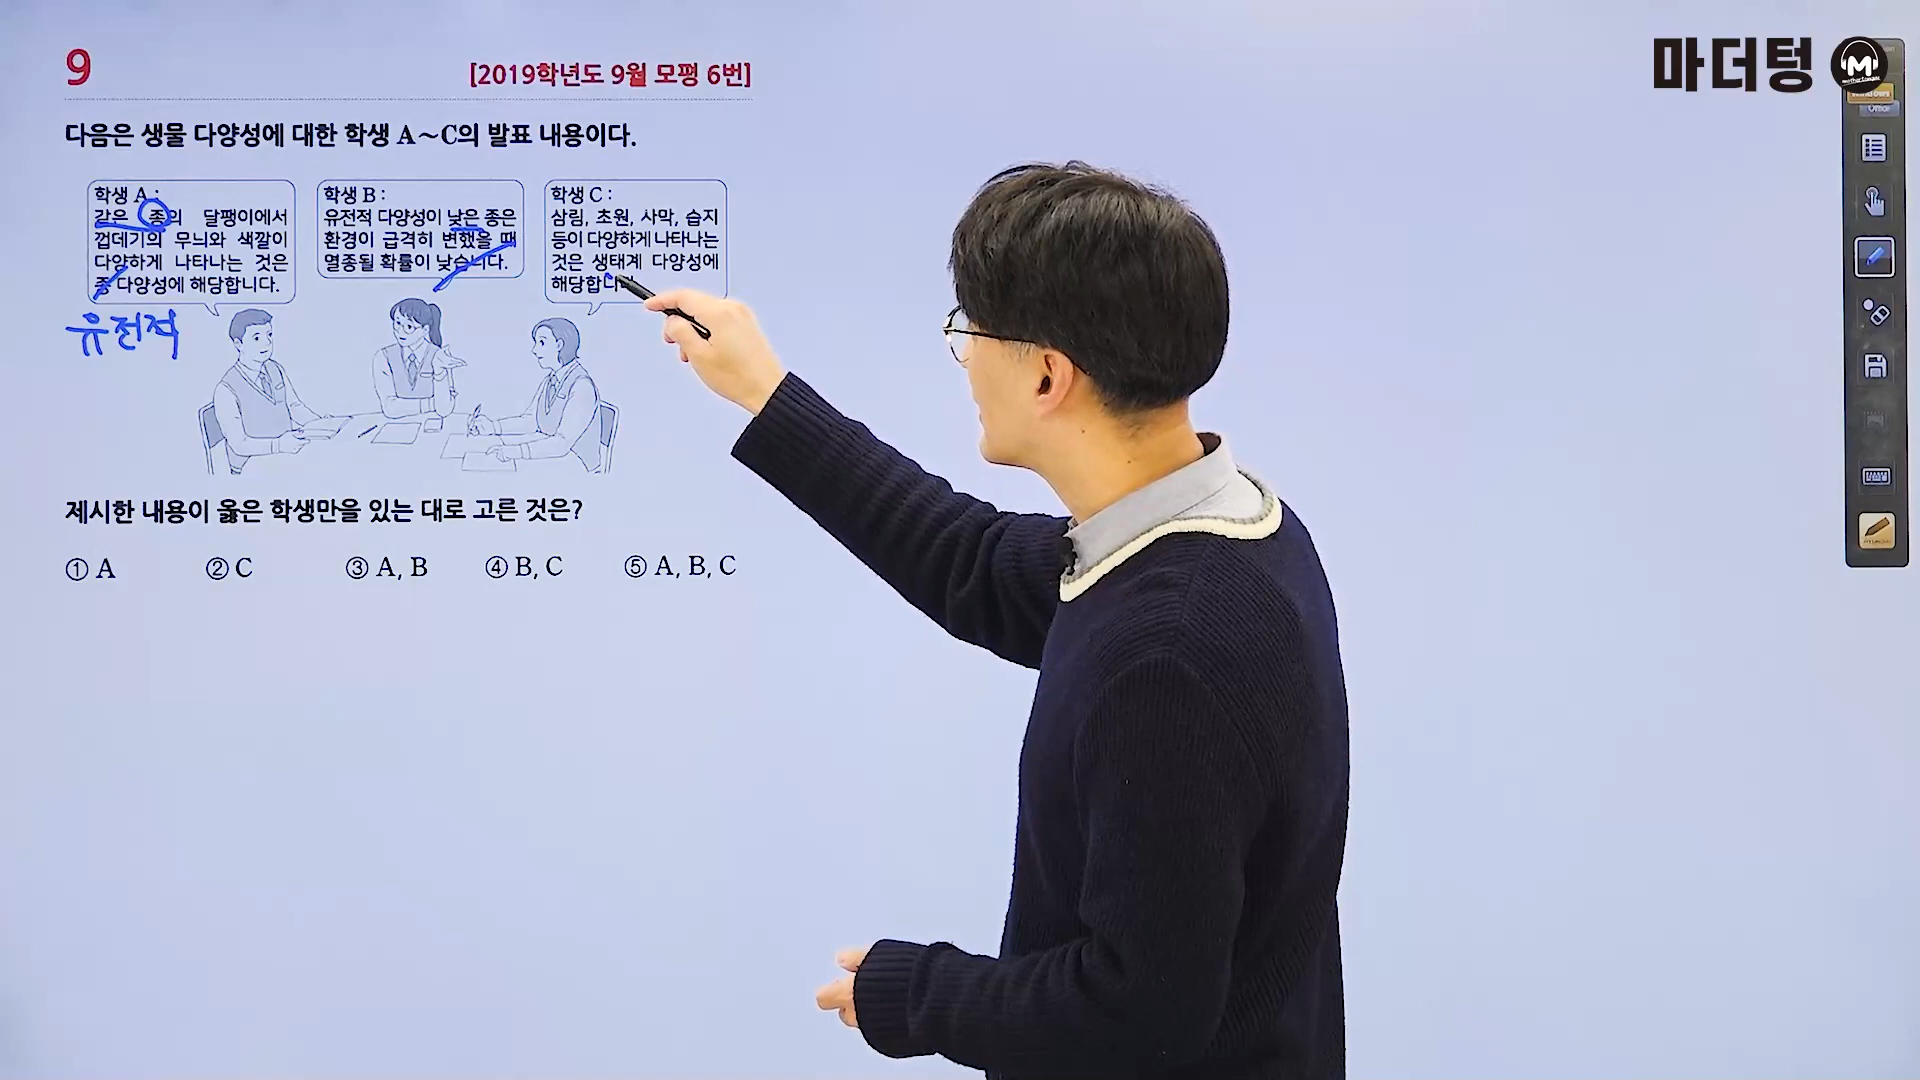 9
[2019학년도 9월 모평 6번]
마더텅
M
다음은 생물 다양성에 대한 학생 A~C의 발표 내용이다.
학생 A :
같은 종의 달팽이에서
껍데기의 무늬와 색깔이
다양하게 나타나는 것은
종 다양성에 해당합니다.
유전적
학생 B :
유전적 다양성이 낮은 종은
환경이 급격히 변했을 때
멸종될 확률이 낮습니다.
학생 C :
삼림, 초원, 사막, 습지
등이 다양하게 나타나는
것은 생태계 다양성에
해당합니
제시한 내용이 옳은 학생만을 있는 대로 고른 것은?
① A ② C ③ A, B ④ B, C ⑤ A, B, C